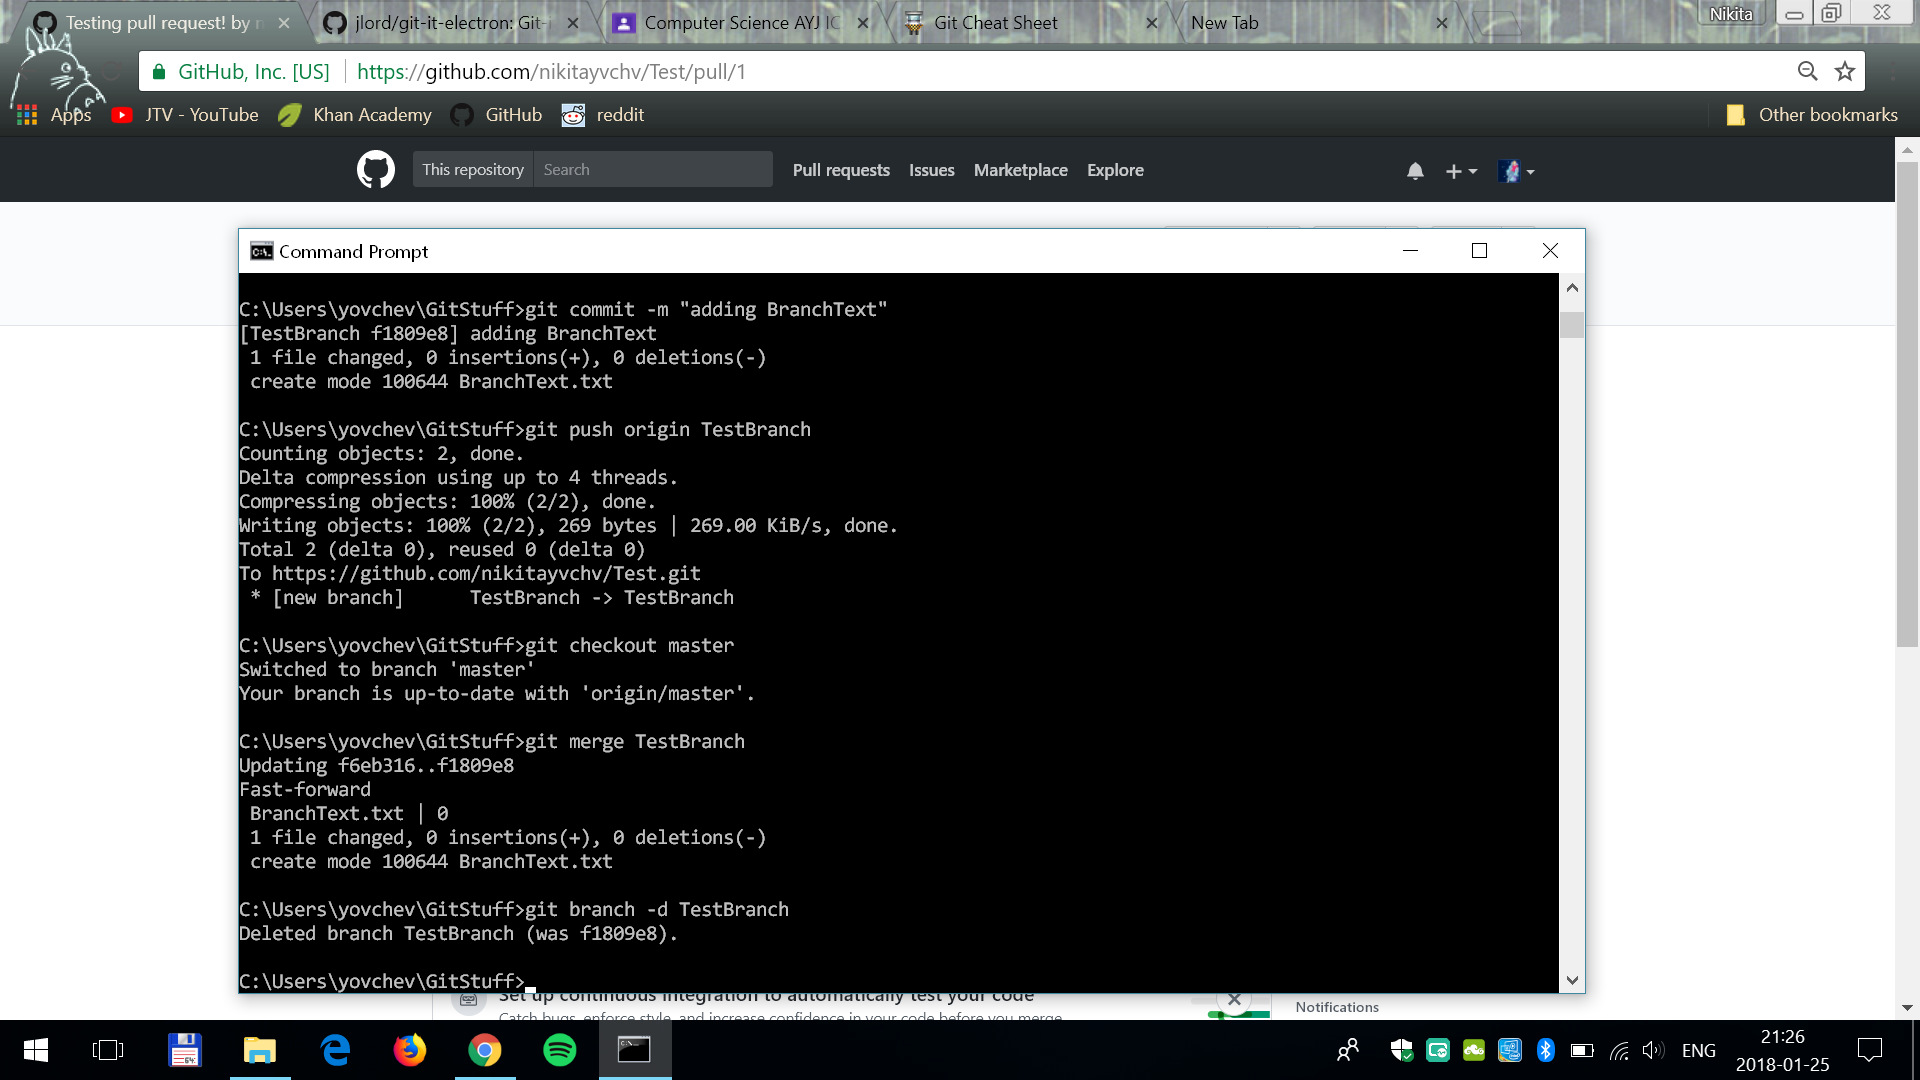 Testing pull request! by n
jlord/git-it-electron: Git-i
Computer Science AYJ IC
Git Cheat Sheet
New Tab
Nikita
GitHub, Inc. [US]
https://github.com/nikitayvchv/Test/pull/1
Apps
JTV - YouTube
Khan Academy
GitHub
reddit
Other bookmarks
This repository
Search
Pull requests
Issues
Marketplace
Explore
Command Prompt
C:\Users\yovchev\GitStuff>git commit -m "adding BranchText"
[TestBranch f1809e8] adding BranchText
1 file changed, 0 insertions(+), 0 deletions(-)
create mode 100644 BranchText.txt
C:\Users\yovchev\GitStuff>git push origin TestBranch
Counting objects: 2, done.
Delta compression using up to 4 threads.
Compressing objects: 100% (2/2), done.
Writing objects: 100% (2/2), 269 bytes | 269.00 KiB/s, done.
Total 2 (delta 0), reused 0 (delta 0)
To https://github.com/nikitayvchv/Test.git
* [new branch]      TestBranch -> TestBranch
C:\Users\yovchev\GitStuff>git checkout master
Switched to branch 'master'
Your branch is up-to-date with 'origin/master'.
C:\Users\yovchev\GitStuff>git merge TestBranch
Updating f6eb316..f1809e8
Fast-forward
BranchText.txt | 0
1 file changed, 0 insertions(+), 0 deletions(-)
create mode 100644 BranchText.txt
C:\Users\yovchev\GitStuff>git branch -d TestBranch
Deleted branch TestBranch (was f1809e8).
C:\Users\yovchev\GitStuff>
Set up continuous integration to automatically test your code
Catch bugs, enforce style, and increase confidence in your code before you merge
Notifications
64
C:\.
ENG
21:26
2018-01-25